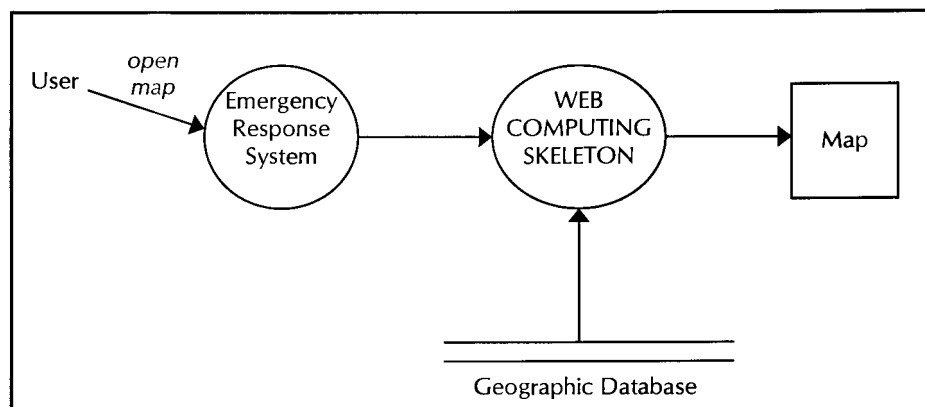 User
open
map
Emergency
Response
System
WEB
COMPUTING
SKELETON
Map
Geographic Database